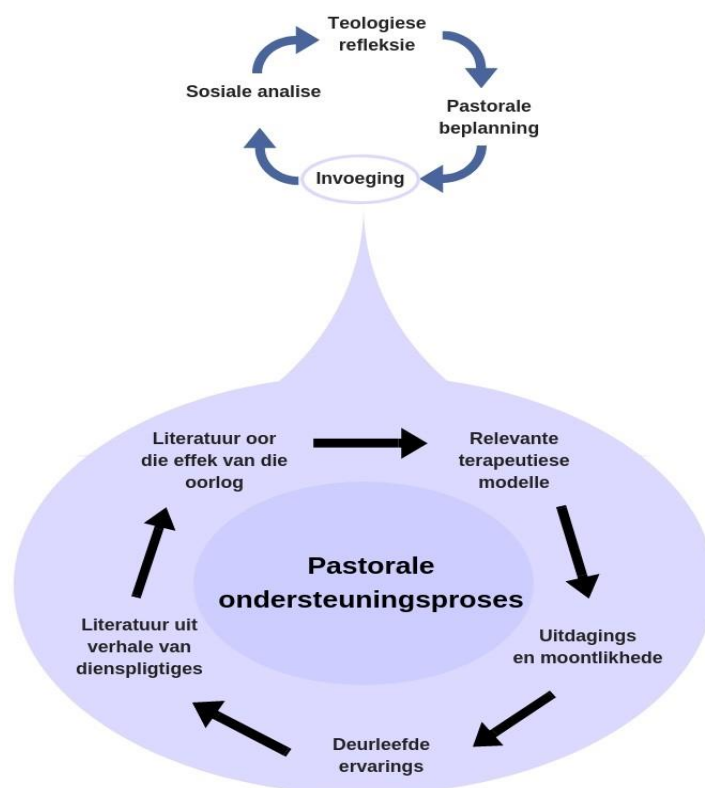 Teologiese
refleksie
Sosiale analise
Pastorale
beplanning
Invoeging
Literatuur oor
die effek van die
oorlog
Relevante
terapeutiese
modelle
Pastorale
ondersteuningsproses
Literatuur uit
verhale van
dienspligtiges
Uitdagings
en moontlikhede
Deurleefde
ervarings